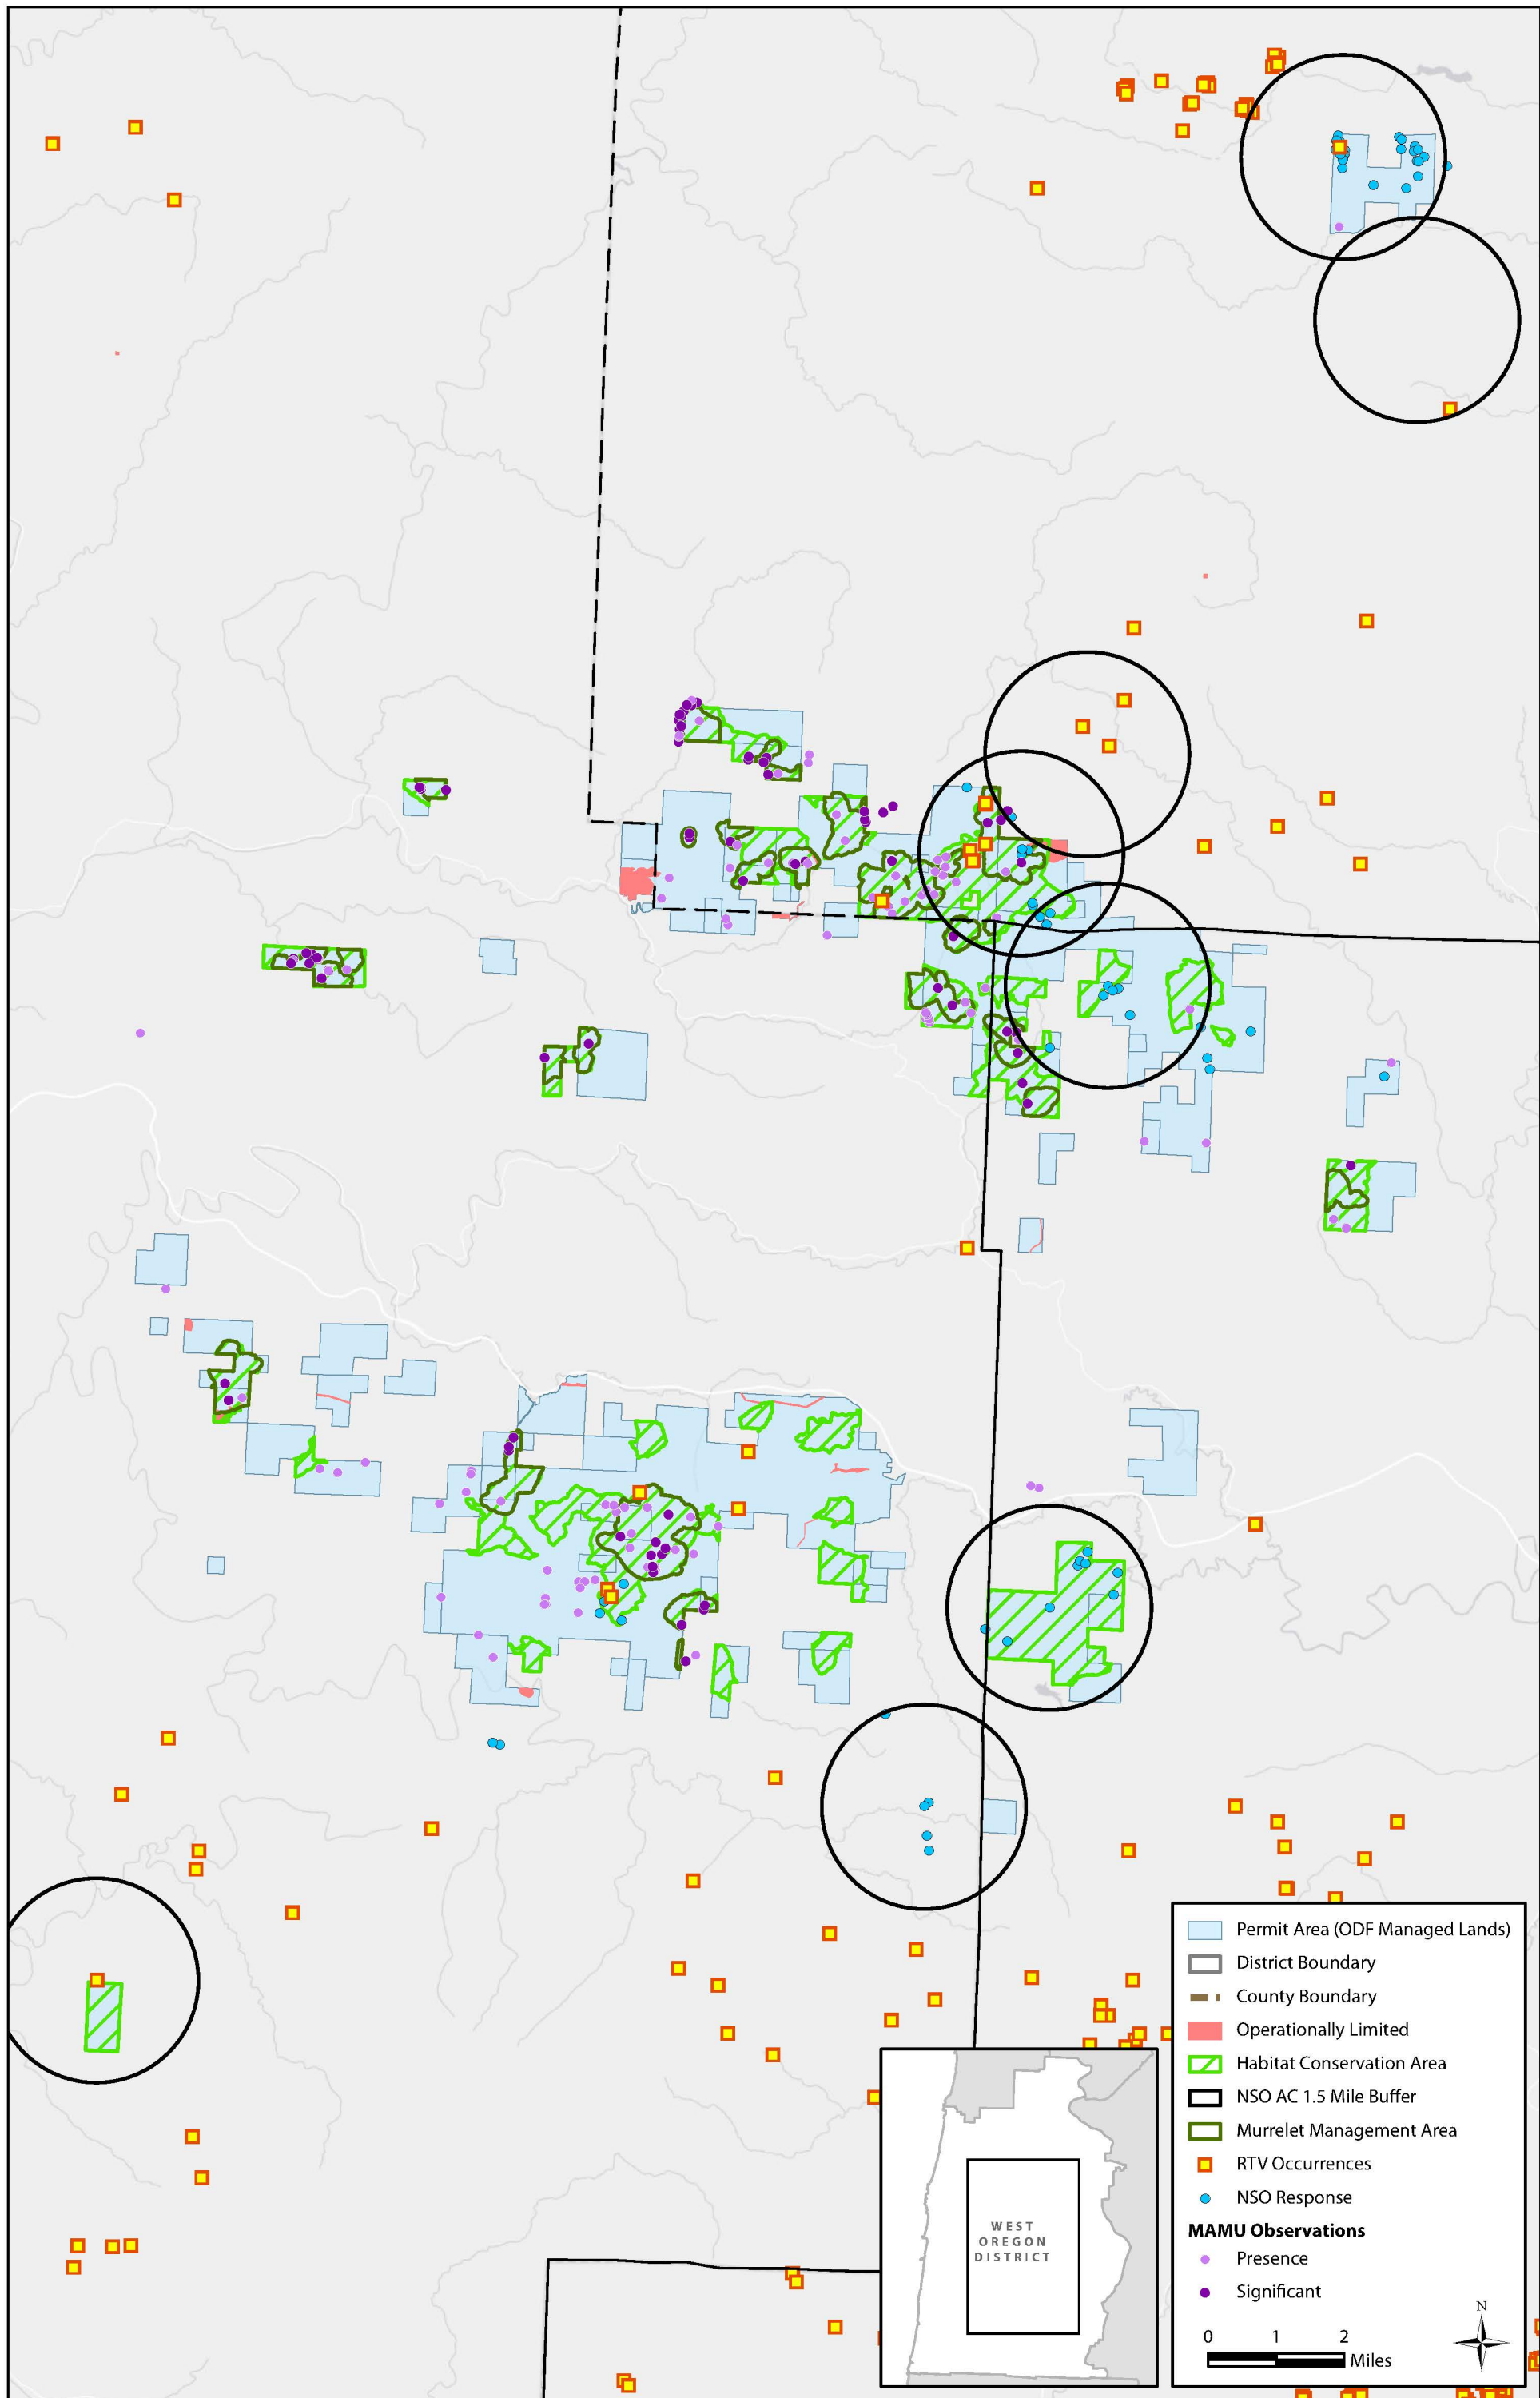 Permit Area (ODF Managed Lands)
District Boundary
County Boundary
Operationally Limited
Habitat Conservation Area
NSO AC 1.5 Mile Buffer
Murrelet Management Area
RTV Occurrences
NSO Response
MAMU Observations
Presence
Significant
N
0 1 2
Miles
WEST
OREGON
DISTRICT